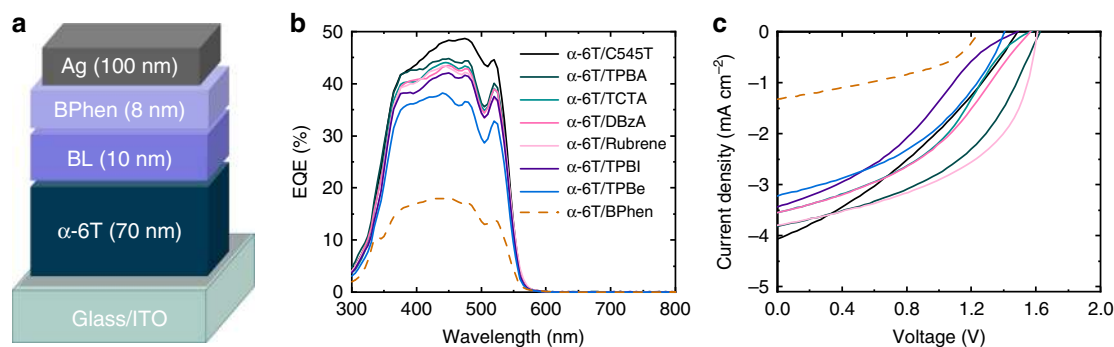 a
Ag (100 nm)
BPhen (8 nm)
BL (10 nm)
α-6T (70 nm)
Glass/ITO
b
50
40
30
20
10
0
EQE (%)
300 400 500 600 700 800
Wavelength (nm)
α-6T/C545T
α-6T/TPBA
α-6T/TCTA
α-6T/DBzA
α-6T/Rubrene
α-6T/TPBI
α-6T/TPBe
α-6T/BPhen
c
0
−1
−2
−3
−4
−5
Current density (mA cm−2)
0.0 0.4 0.8 1.2 1.6 2.0
Voltage (V)